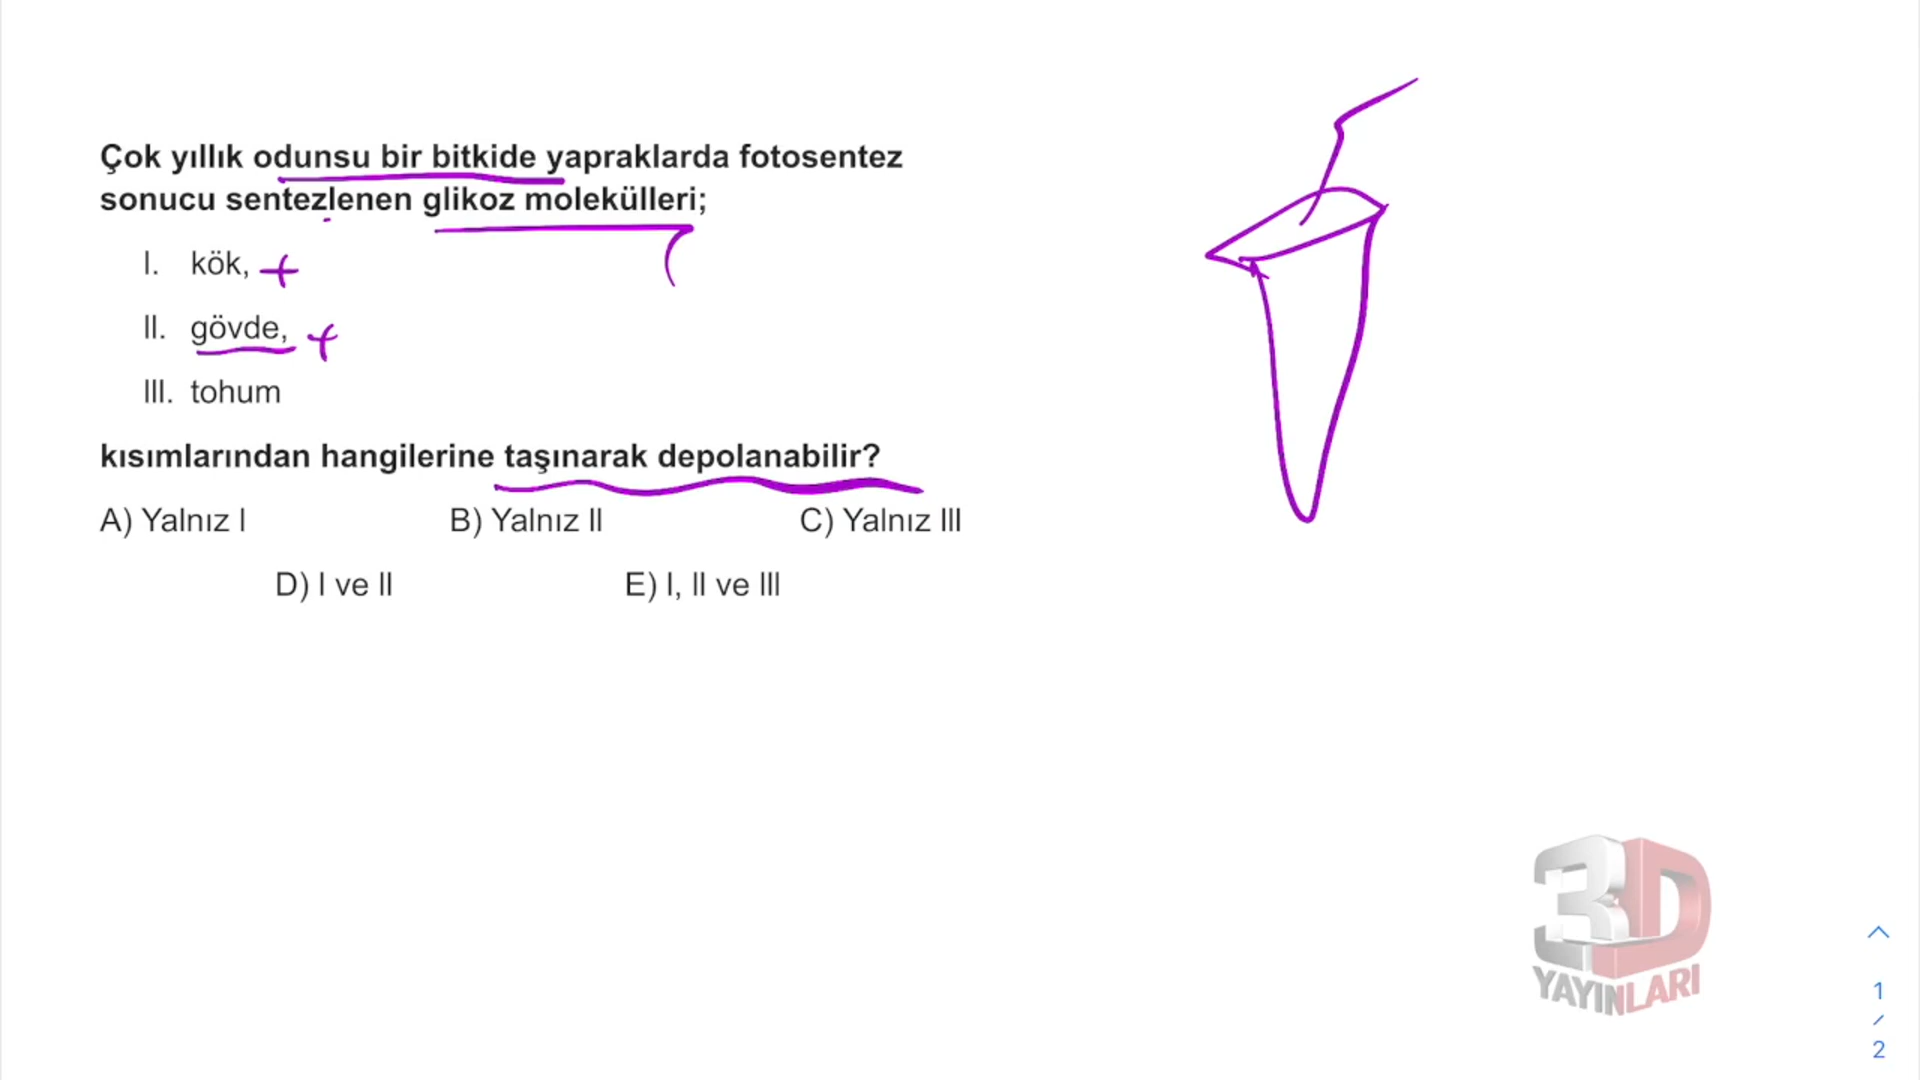 Çok yıllık odunsu bir bitkide yapraklarda fotosentez
sonucu sentezlenen glikoz molekülleri;
I. kök, +
II. gövde, +
III. tohum
kısımlarından hangilerine taşınarak depolanabilir?
A) Yalnız I B) Yalnız II C) Yalnız III
D) I ve II E) I, II ve III
3D
YAYINLARI
1
/
2